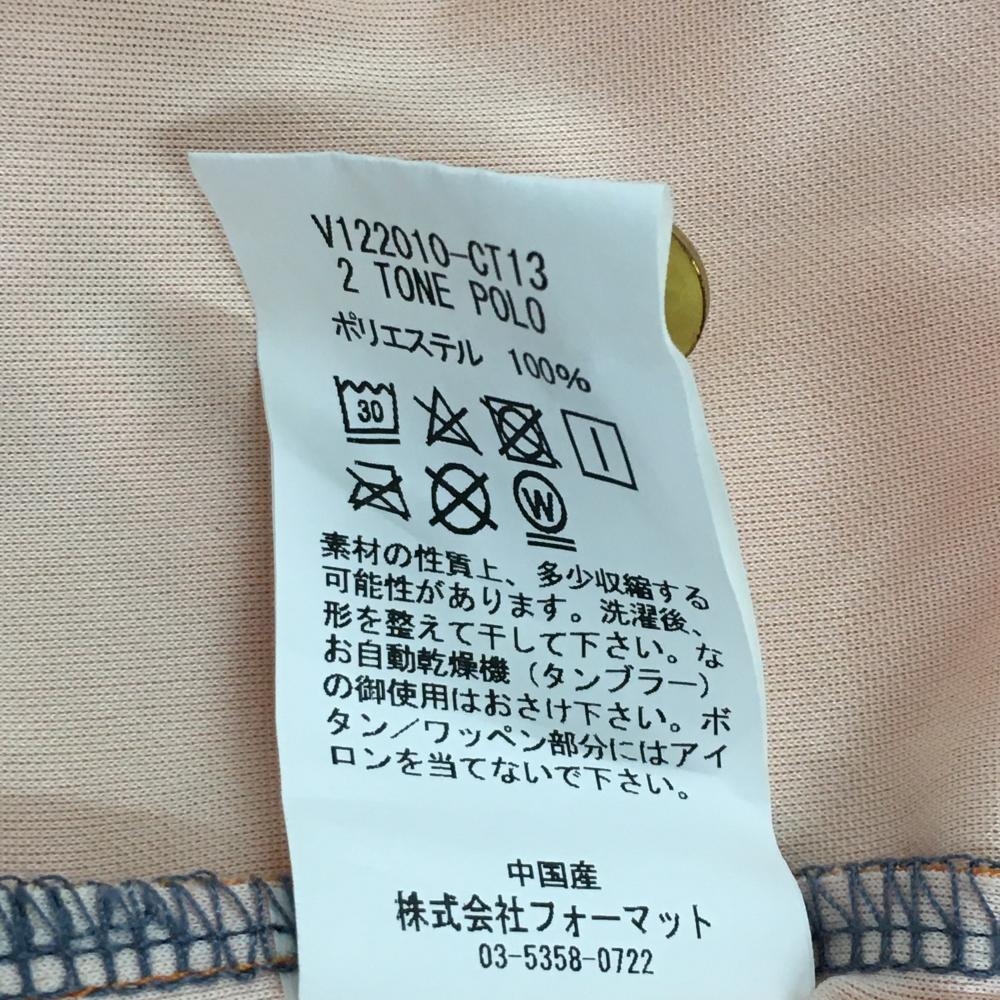 V122010-CT13
2 TONE POLO
ポリエステル 100%
30
W
素材の性質上、多少収縮する
可能性があります。洗濯後、
形を整えて干して下さい。な
お自動乾燥機（タンブラー）
の御使用はおさけ下さい。ボ
タン／ワッペン部分にはアイ
ロンを当てないで下さい。
中国産
株式会社フォーマット
03-5358-0722